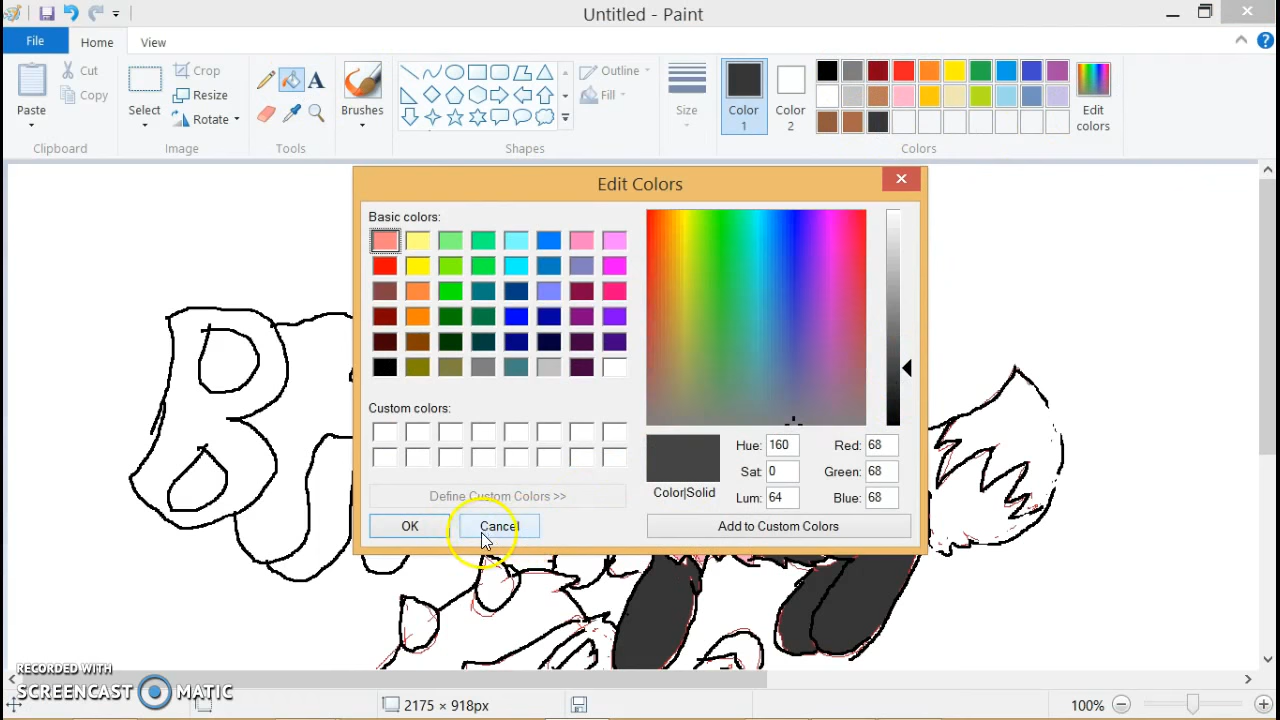 Untitled - Paint
File Home View
Cut
Copy
Paste
Clipboard
Crop
Resize
Rotate
Select
Image
Tools
Brushes
Outline
Fill
Shapes
Size
Color 1
Color 2
Edit colors
Colors
Edit Colors
Basic colors:
Custom colors:
Define Custom Colors >>
OK Cancel
Color|Solid
Hue: 160 Red: 68
Sat: 0 Green: 68
Lum: 64 Blue: 68
Add to Custom Colors
B
RECORDED WITH
SCREENCAST MATIC
2175 × 918px
100%